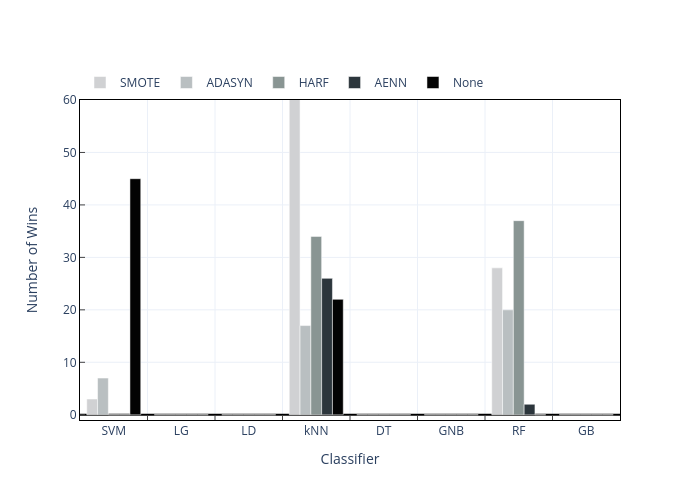 SMOTE ADASYN HARF AENN None
60
50
40
30
20
10
0
Number of Wins
SVM LG LD kNN DT GNB RF GB
Classifier